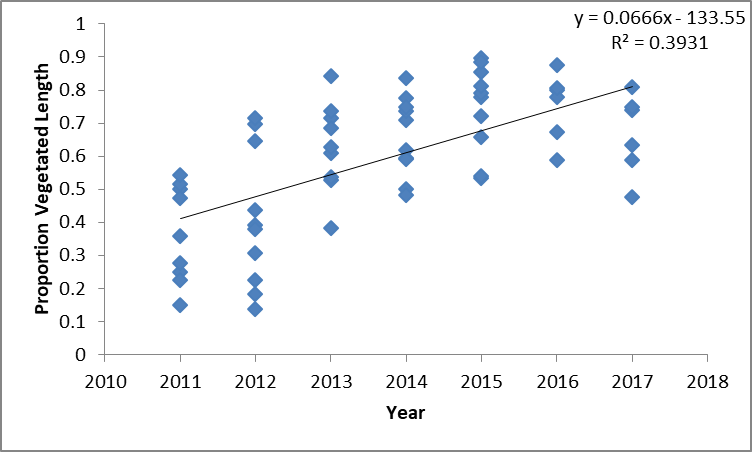 y = 0.0666x - 133.55
R² = 0.3931
1
0.9
0.8
0.7
0.6
0.5
0.4
0.3
0.2
0.1
0
Proportion Vegetated Length
2010 2011 2012 2013 2014 2015 2016 2017 2018
Year